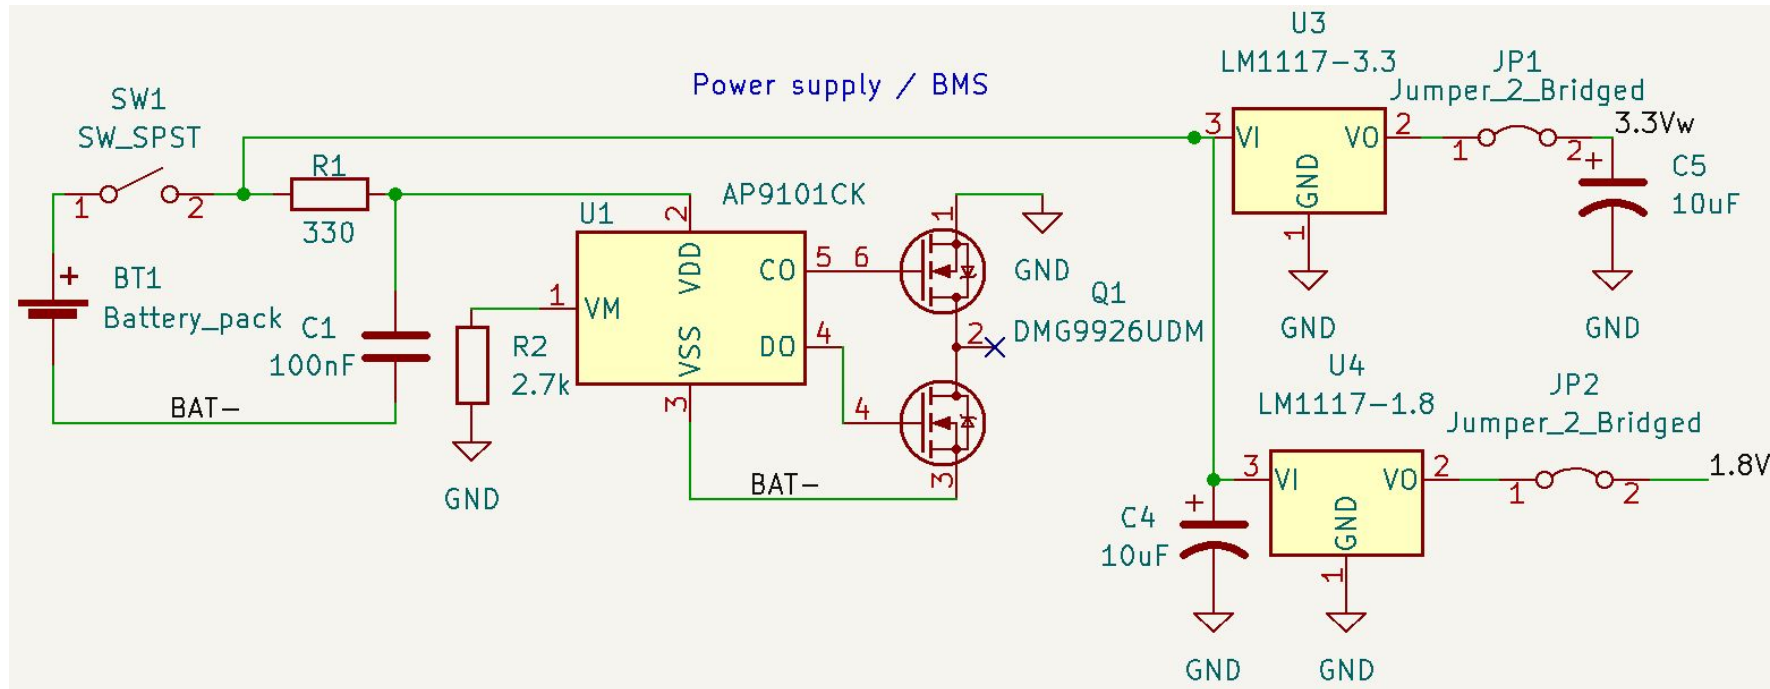 Power supply / BMS
SW1
SW_SPST
1
2
R1
330
BT1
Battery_pack
+
C1
100nF
BAT-
R2
2.7k
GND
U1
AP9101CK
1
VM
2
VDD
VSS
3
CO
5
DO
4
BAT-
6
4
1
2
3
GND
Q1
DMG9926UDM
U3
LM1117-3.3
3
VI
VO
2
GND
1
GND
JP1
Jumper_2_Bridged
1
2
3.3Vw
+
C5
10uF
GND
U4
LM1117-1.8
3
VI
VO
2
GND
1
GND
JP2
Jumper_2_Bridged
1
2
1.8V
+
C4
10uF
GND